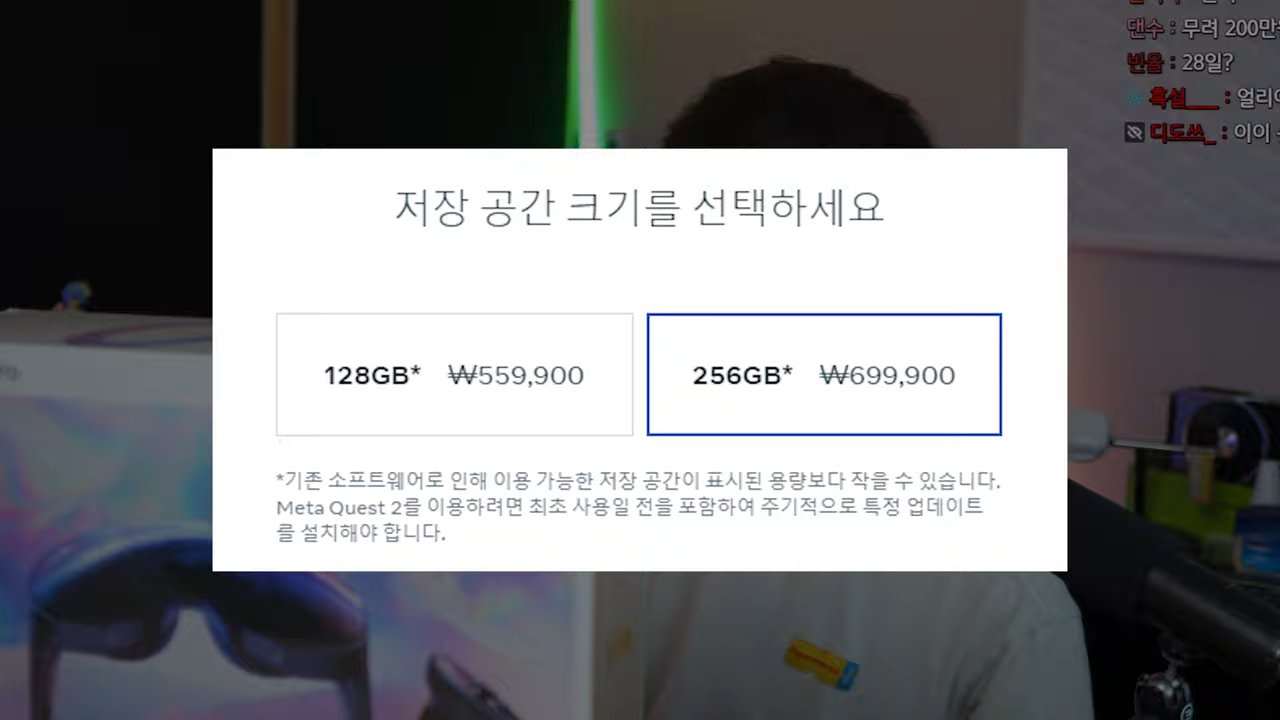 댄수 : 무려 200만
반율 : 28일?
혹설___ : 얼리
디도쓰_ : 이이
저장 공간 크기를 선택하세요
128GB* ₩559,900
256GB* ₩699,900
*기존 소프트웨어로 인해 이용 가능한 저장 공간이 표시된 용량보다 작을 수 있습니다.
Meta Quest 2를 이용하려면 최초 사용일 전을 포함하여 주기적으로 특정 업데이트
를 설치해야 합니다.